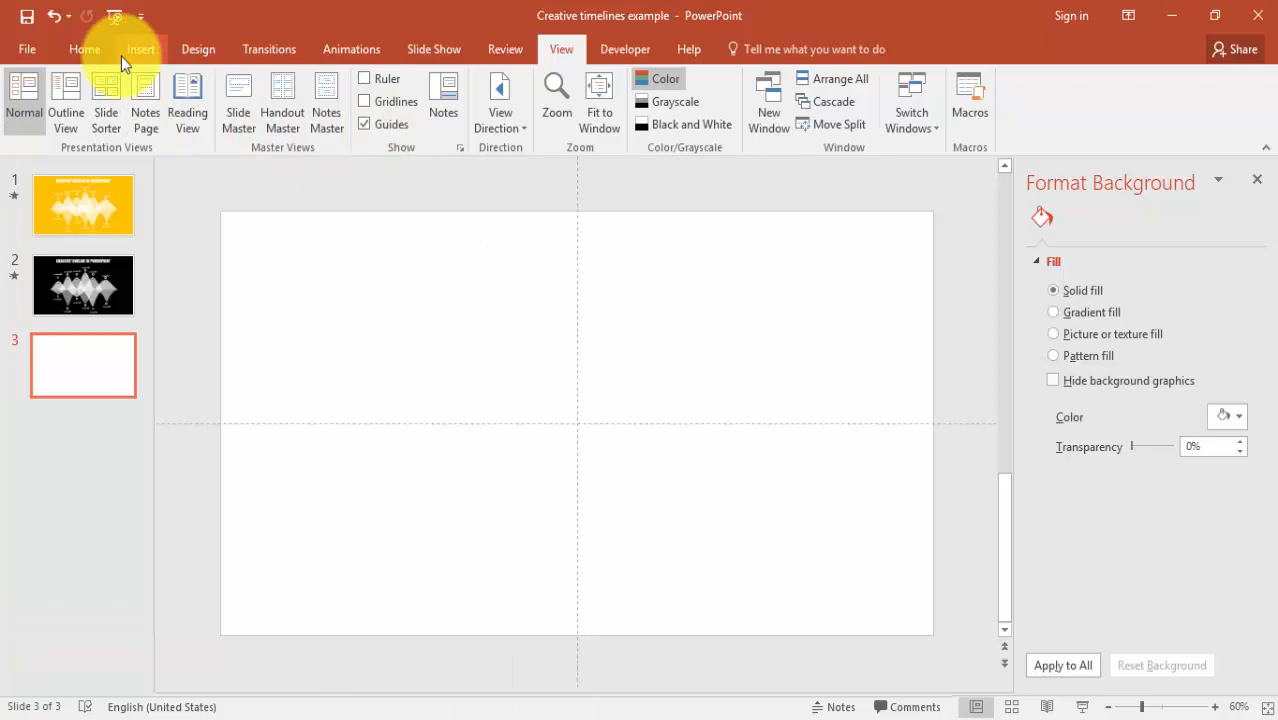 Creative timelines example - PowerPoint
Sign in
File Home Insert Design Transitions Animations Slide Show Review View Developer Help Tell me what you want to do Share
Normal
Outline View
Slide Sorter
Notes Page
Reading View
Presentation Views
Slide Master
Handout Master
Notes Master
Master Views
Ruler
Gridlines
Guides
Show
Notes
View Direction
Direction
Zoom
Fit to Window
Zoom
Color
Grayscale
Black and White
Color/Grayscale
New Window
Arrange All
Cascade
Move Split
Switch Windows
Window
Macros
Macros
1
2
3
Format Background
Fill
Solid fill
Gradient fill
Picture or texture fill
Pattern fill
Hide background graphics
Color
Transparency 0%
Apply to All Reset Background
Slide 3 of 3 English (United States) Notes Comments 60%